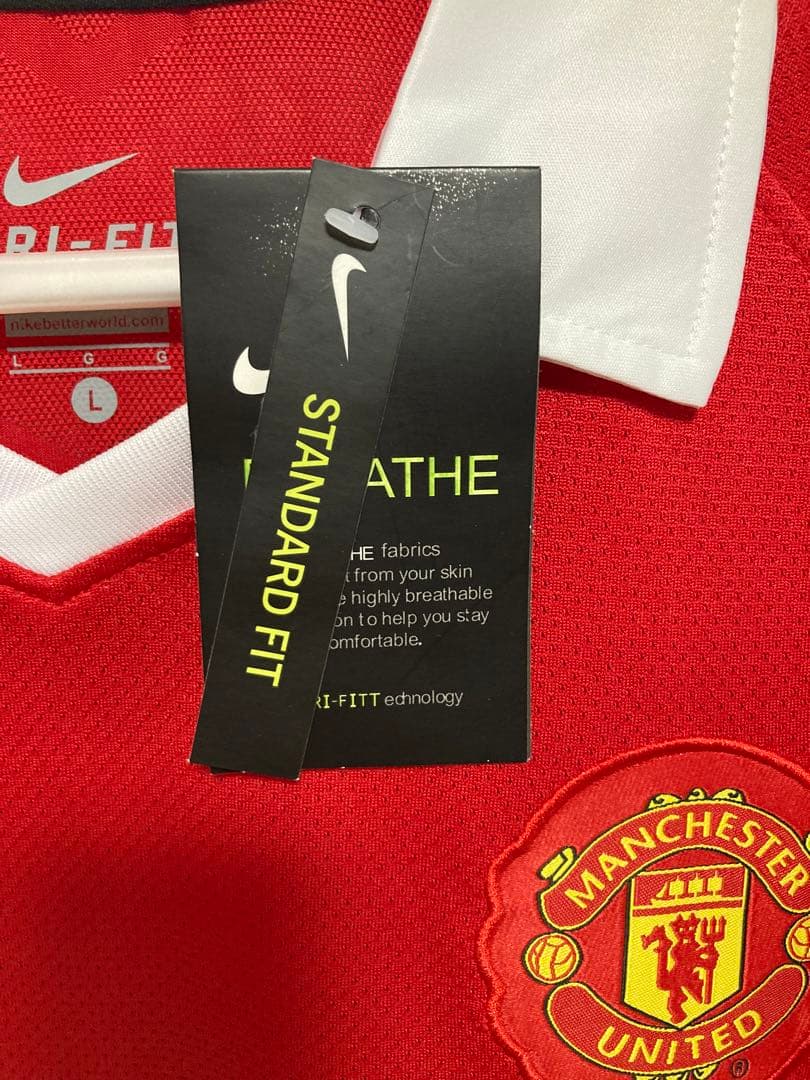 RI-FIT
nikebetterworld.com
L G G
L
STANDARD FIT
ATHE
HE fabrics
t from your skin
e highly breathable
on to help you stay
omfortable.
RI-FITT echnology
MANCHESTER
UNITED
®